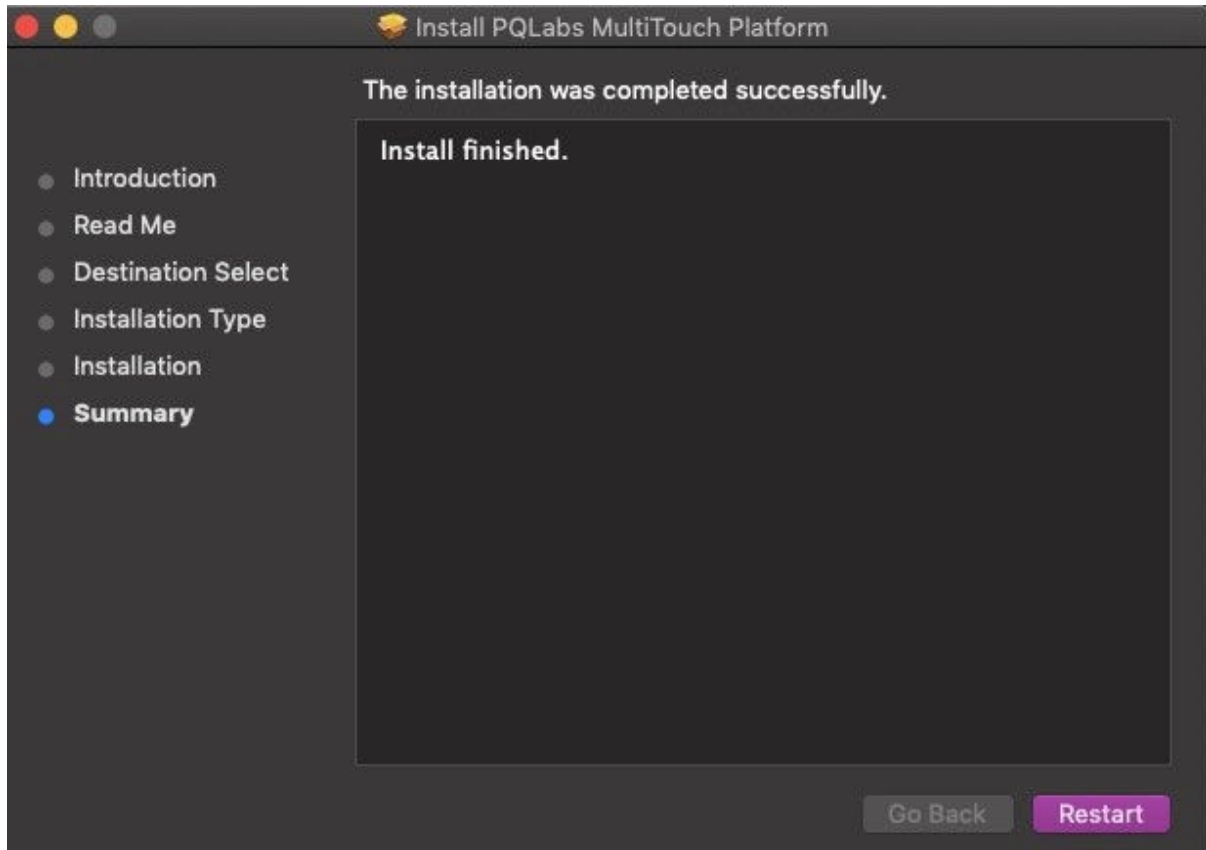 Install PQLabs MultiTouch Platform
The installation was completed successfully.
Install finished.
Introduction
Read Me
Destination Select
Installation Type
Installation
Summary
Go Back
Restart